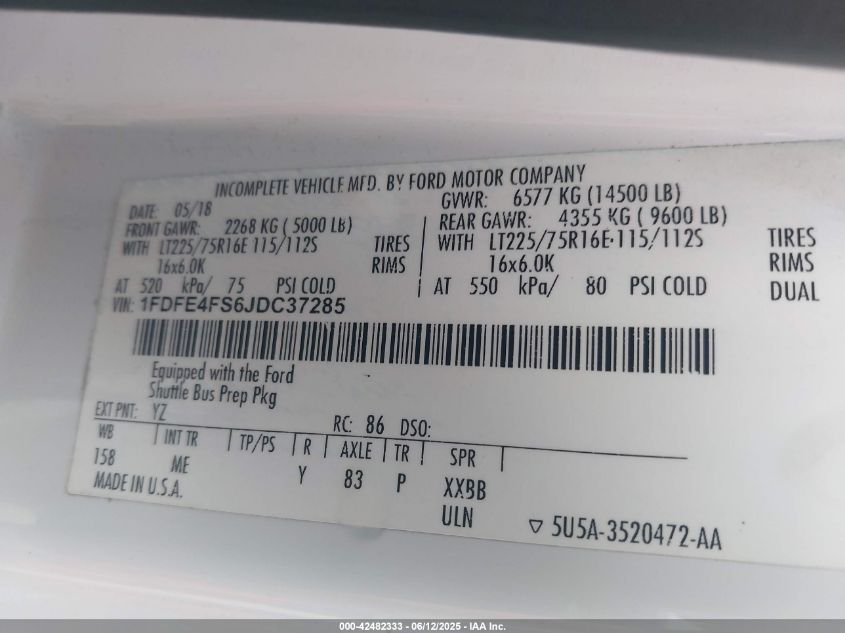 INCOMPLETE VEHICLE MFD. BY FORD MOTOR COMPANY
DATE: 05/18 GVWR: 6577 KG (14500 LB)
FRONT GAWR: 2268 KG ( 5000 LB) REAR GAWR: 4355 KG ( 9600 LB)
WITH LT225/75R16E 115/112S TIRES WITH LT225/75R16E 115/112S TIRES
16x6.0K RIMS 16x6.0K RIMS
AT 520 kPa/ 75 PSI COLD AT 550 kPa/ 80 PSI COLD DUAL
VIN: 1FDFE4FS6JDC37285
Equipped with the Ford
Shuttle Bus Prep Pkg
EXT PNT: YZ RC: 86 DSO:
WB INT TR TP/PS R AXLE TR SPR
158 ME Y 83 P XXBB
MADE IN U.S.A. ULN ▽ 5U5A-3520472-AA
000-42482333 - 06/12/2025 - IAA Inc.